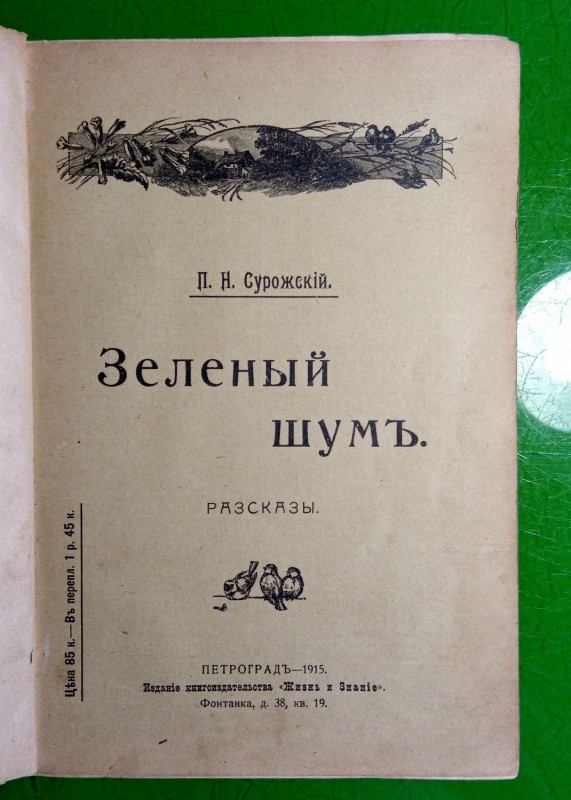 П. Н. Сурожскій.
Зеленый
шумъ.
РАЗСКАЗЫ.
Цѣна 85 к.—Въ перепл. 1 р. 45 к.
ПЕТРОГРАДЪ—1915.
Изданіе книгоиздательства «Жизнь и Знаніе».
Фонтанка, д. 38, кв. 19.